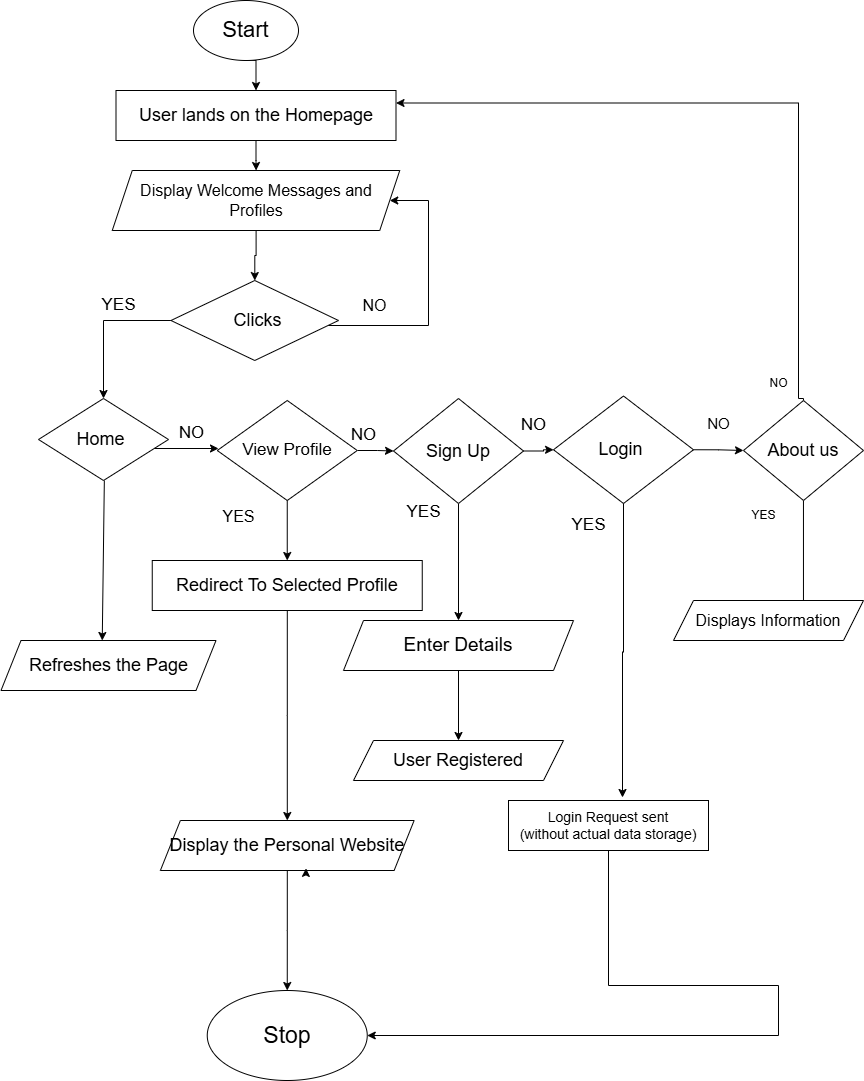 Start
User lands on the Homepage
Display Welcome Messages and
Profiles
Clicks
YES
NO
Home
NO
View Profile
NO
Sign Up
NO
Login
NO
About us
NO
YES
YES
YES
YES
Redirect To Selected Profile
Enter Details
Displays Information
Refreshes the Page
User Registered
Login Request sent
(without actual data storage)
Display the Personal Website
Stop